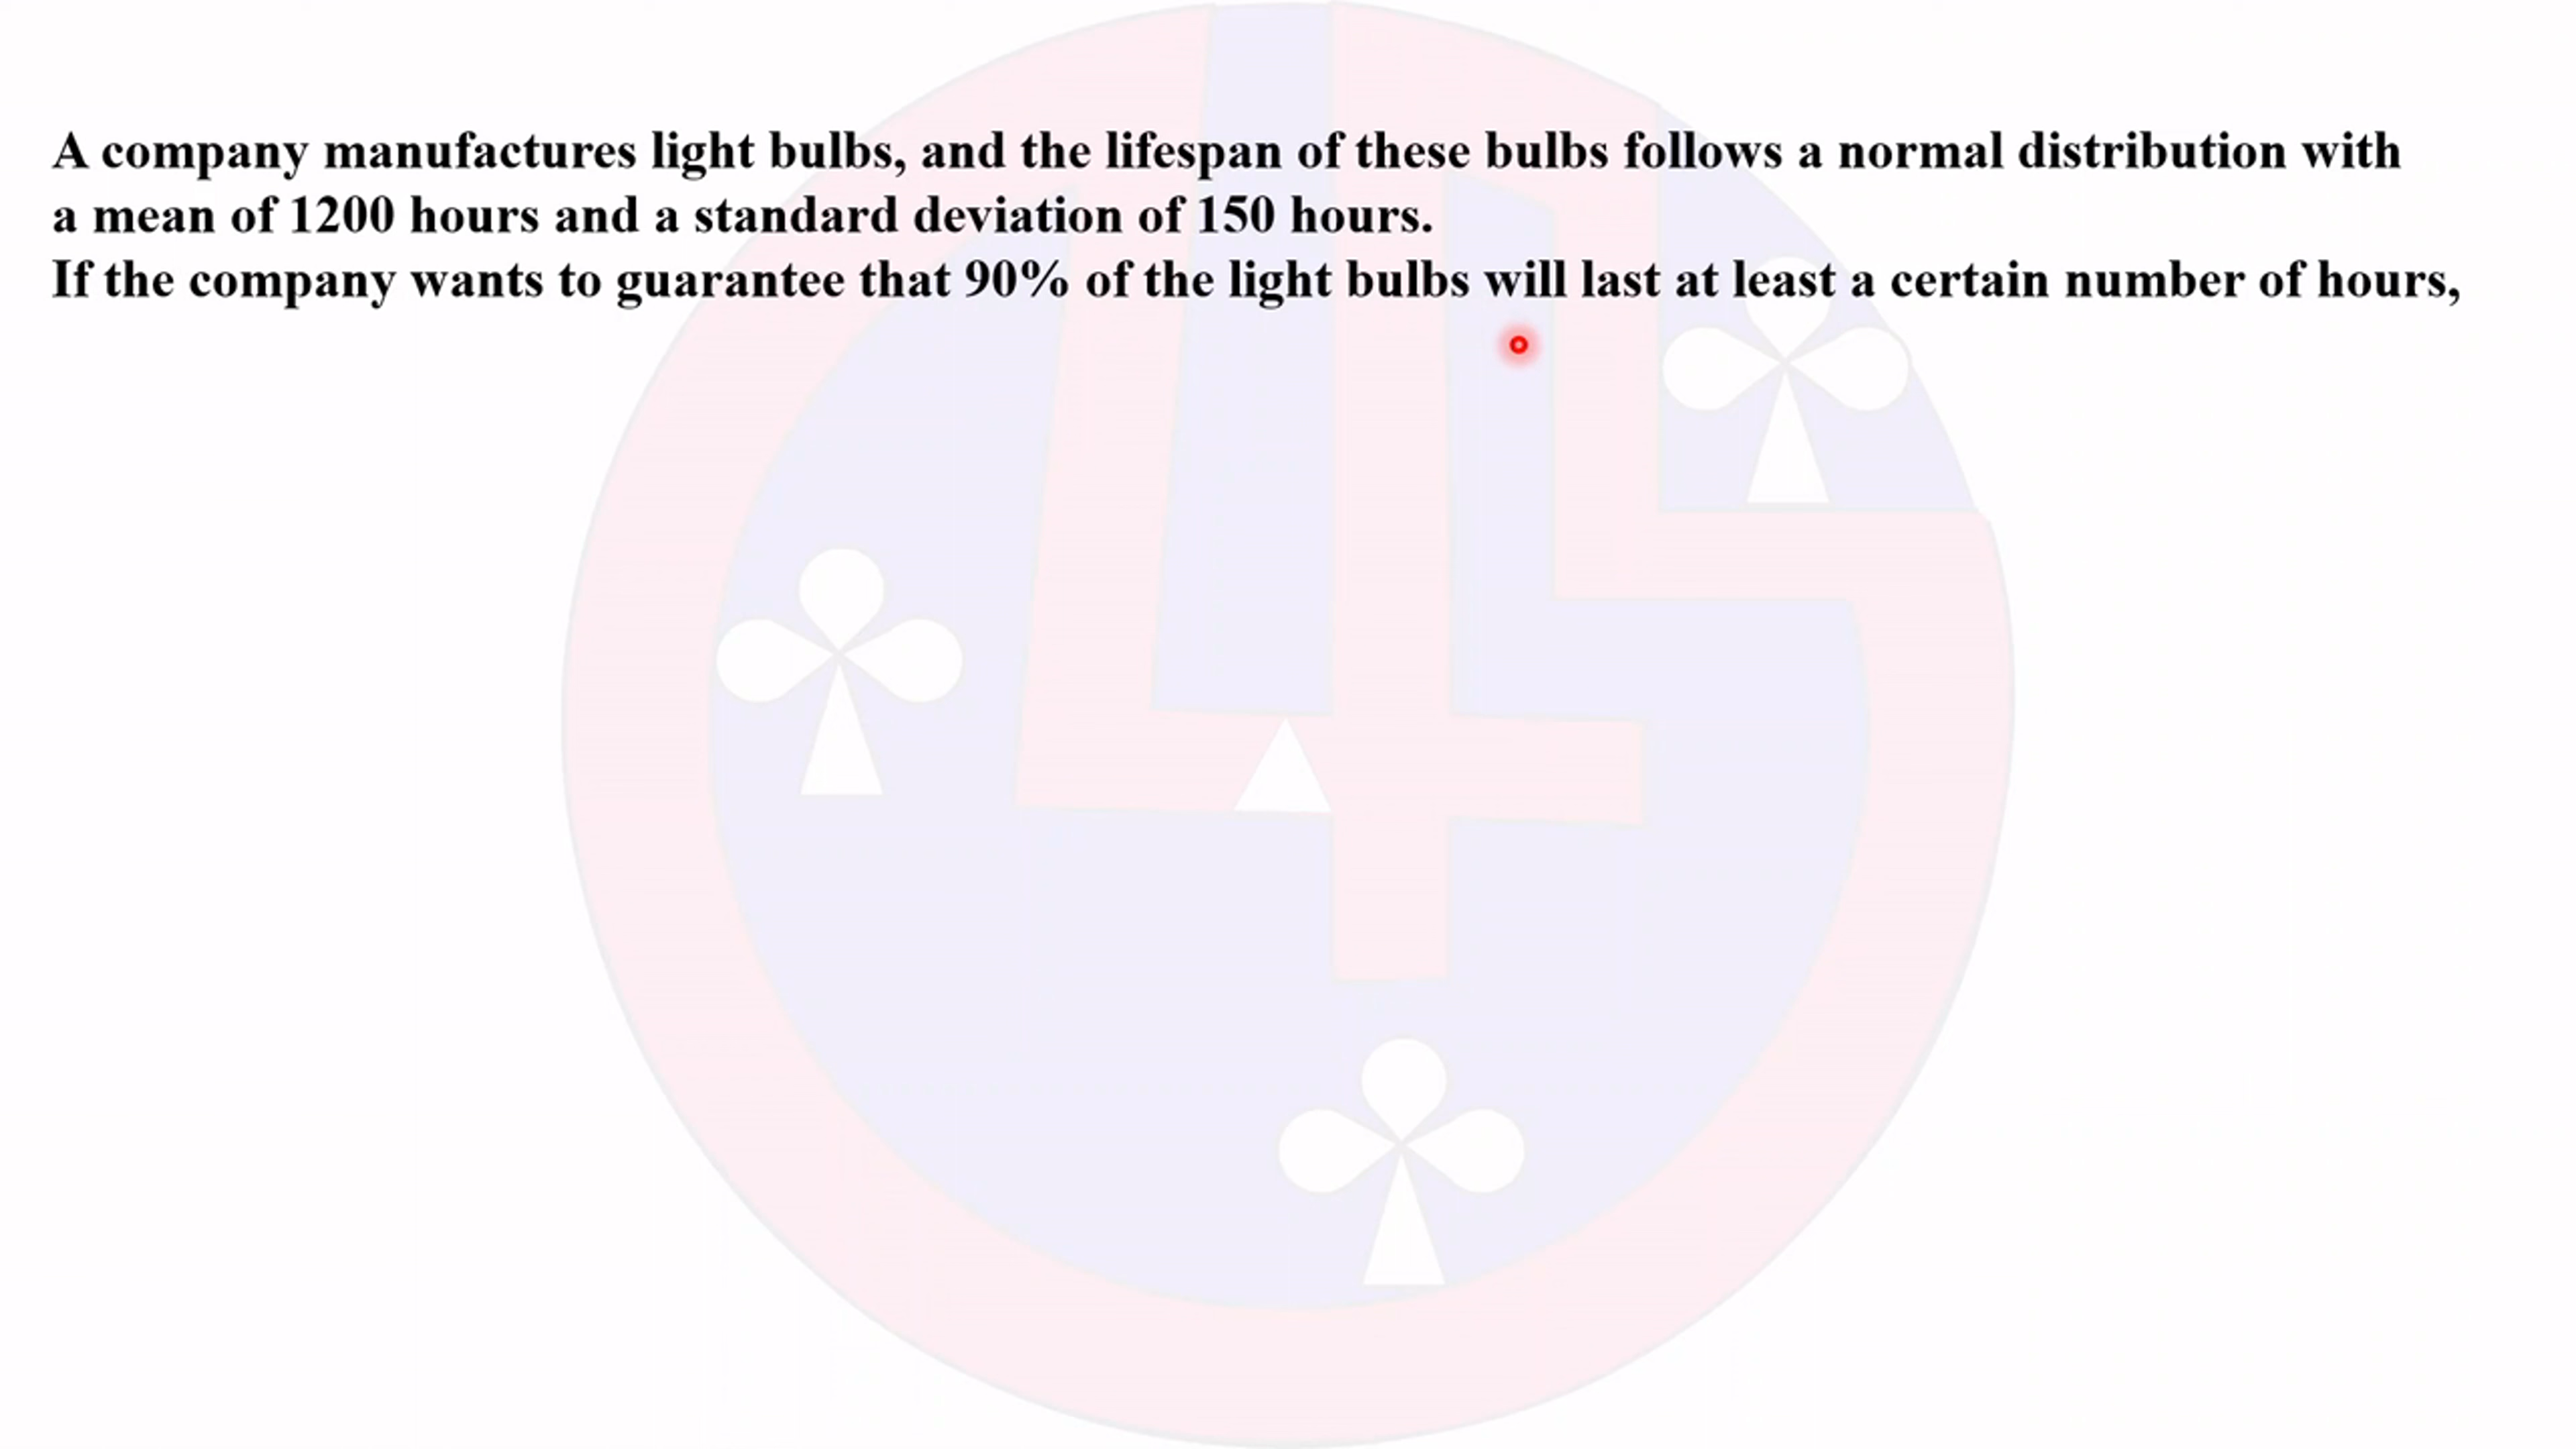 A company manufactures light bulbs, and the lifespan of these bulbs follows a normal distribution with
a mean of 1200 hours and a standard deviation of 150 hours.
If the company wants to guarantee that 90% of the light bulbs will last at least a certain number of hours,